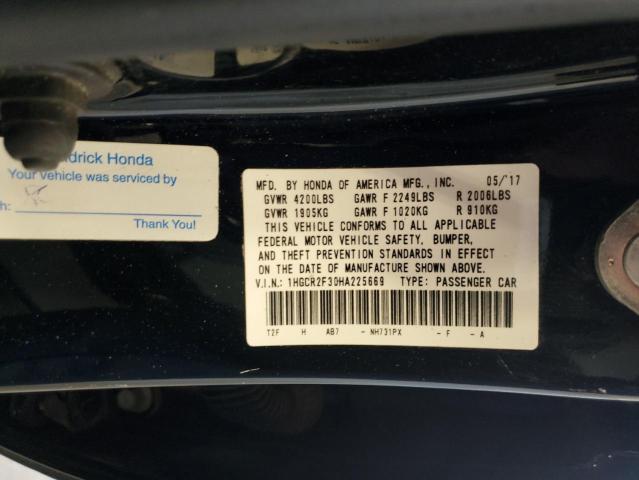 drick Honda
Your vehicle was serviced by
h:
Thank You!
MFD. BY HONDA OF AMERICA MFG., INC. 05/'17
GVWR 4200LBS GAWR F 2249LBS R 2006LBS
GVWR 1905KG GAWR F 1020KG R 910KG
THIS VEHICLE CONFORMS TO ALL APPLICABLE
FEDERAL MOTOR VEHICLE SAFETY, BUMPER,
AND THEFT PREVENTION STANDARDS IN EFFECT
ON THE DATE OF MANUFACTURE SHOWN ABOVE.
V.I.N.: 1HGCR2F30HA225669 TYPE: PASSENGER CAR
T2F H AB7 - NH731PX - F - A